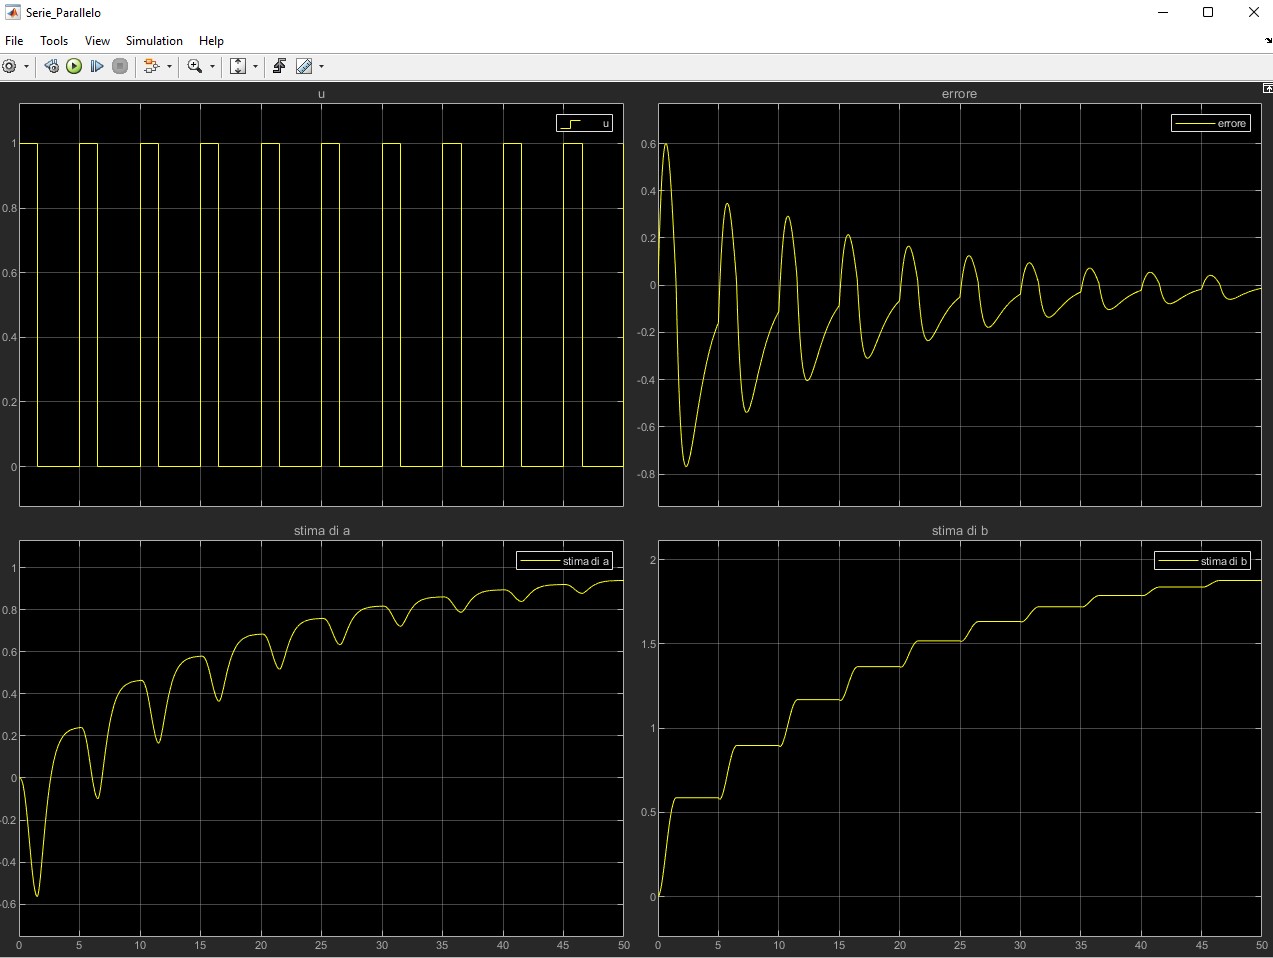 Serie_Parallelo
File Tools View Simulation Help
u
u
1
0.8
0.6
0.4
0.2
0
errore
errore
0.6
0.4
0.2
0
-0.2
-0.4
-0.6
-0.8
stima di a
stima di a
1
0.8
0.6
0.4
0.2
0
-0.2
-0.4
-0.6
0 5 10 15 20 25 30 35 40 45 50
stima di b
stima di b
2
1.5
1
0.5
0
0 5 10 15 20 25 30 35 40 45 50